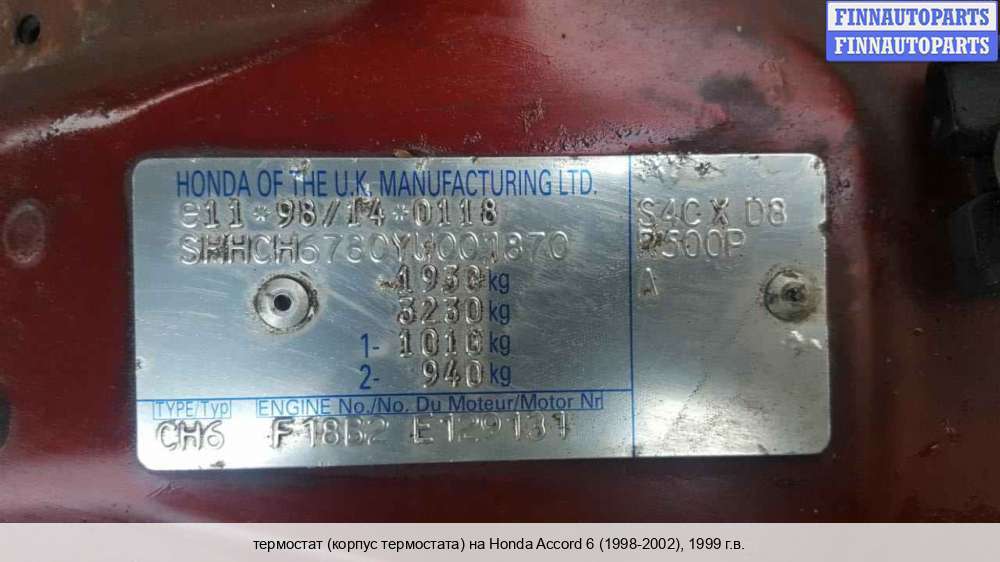 FINNAUTOPARTS
FINNAUTOPARTS
HONDA OF THE U.K. MANUFACTURING LTD.
e11*98/14*0118
SHHCH6780YU001870
1930kg
3230kg
1- 1010kg
2- 940kg
S4CX D8
R500P
A
TYPE/Typ ENGINE No./No. Du Moteur/Motor Nr
CH6 F18B2 E129131
термостат (корпус термостата) на Honda Accord 6 (1998-2002), 1999 г.в.